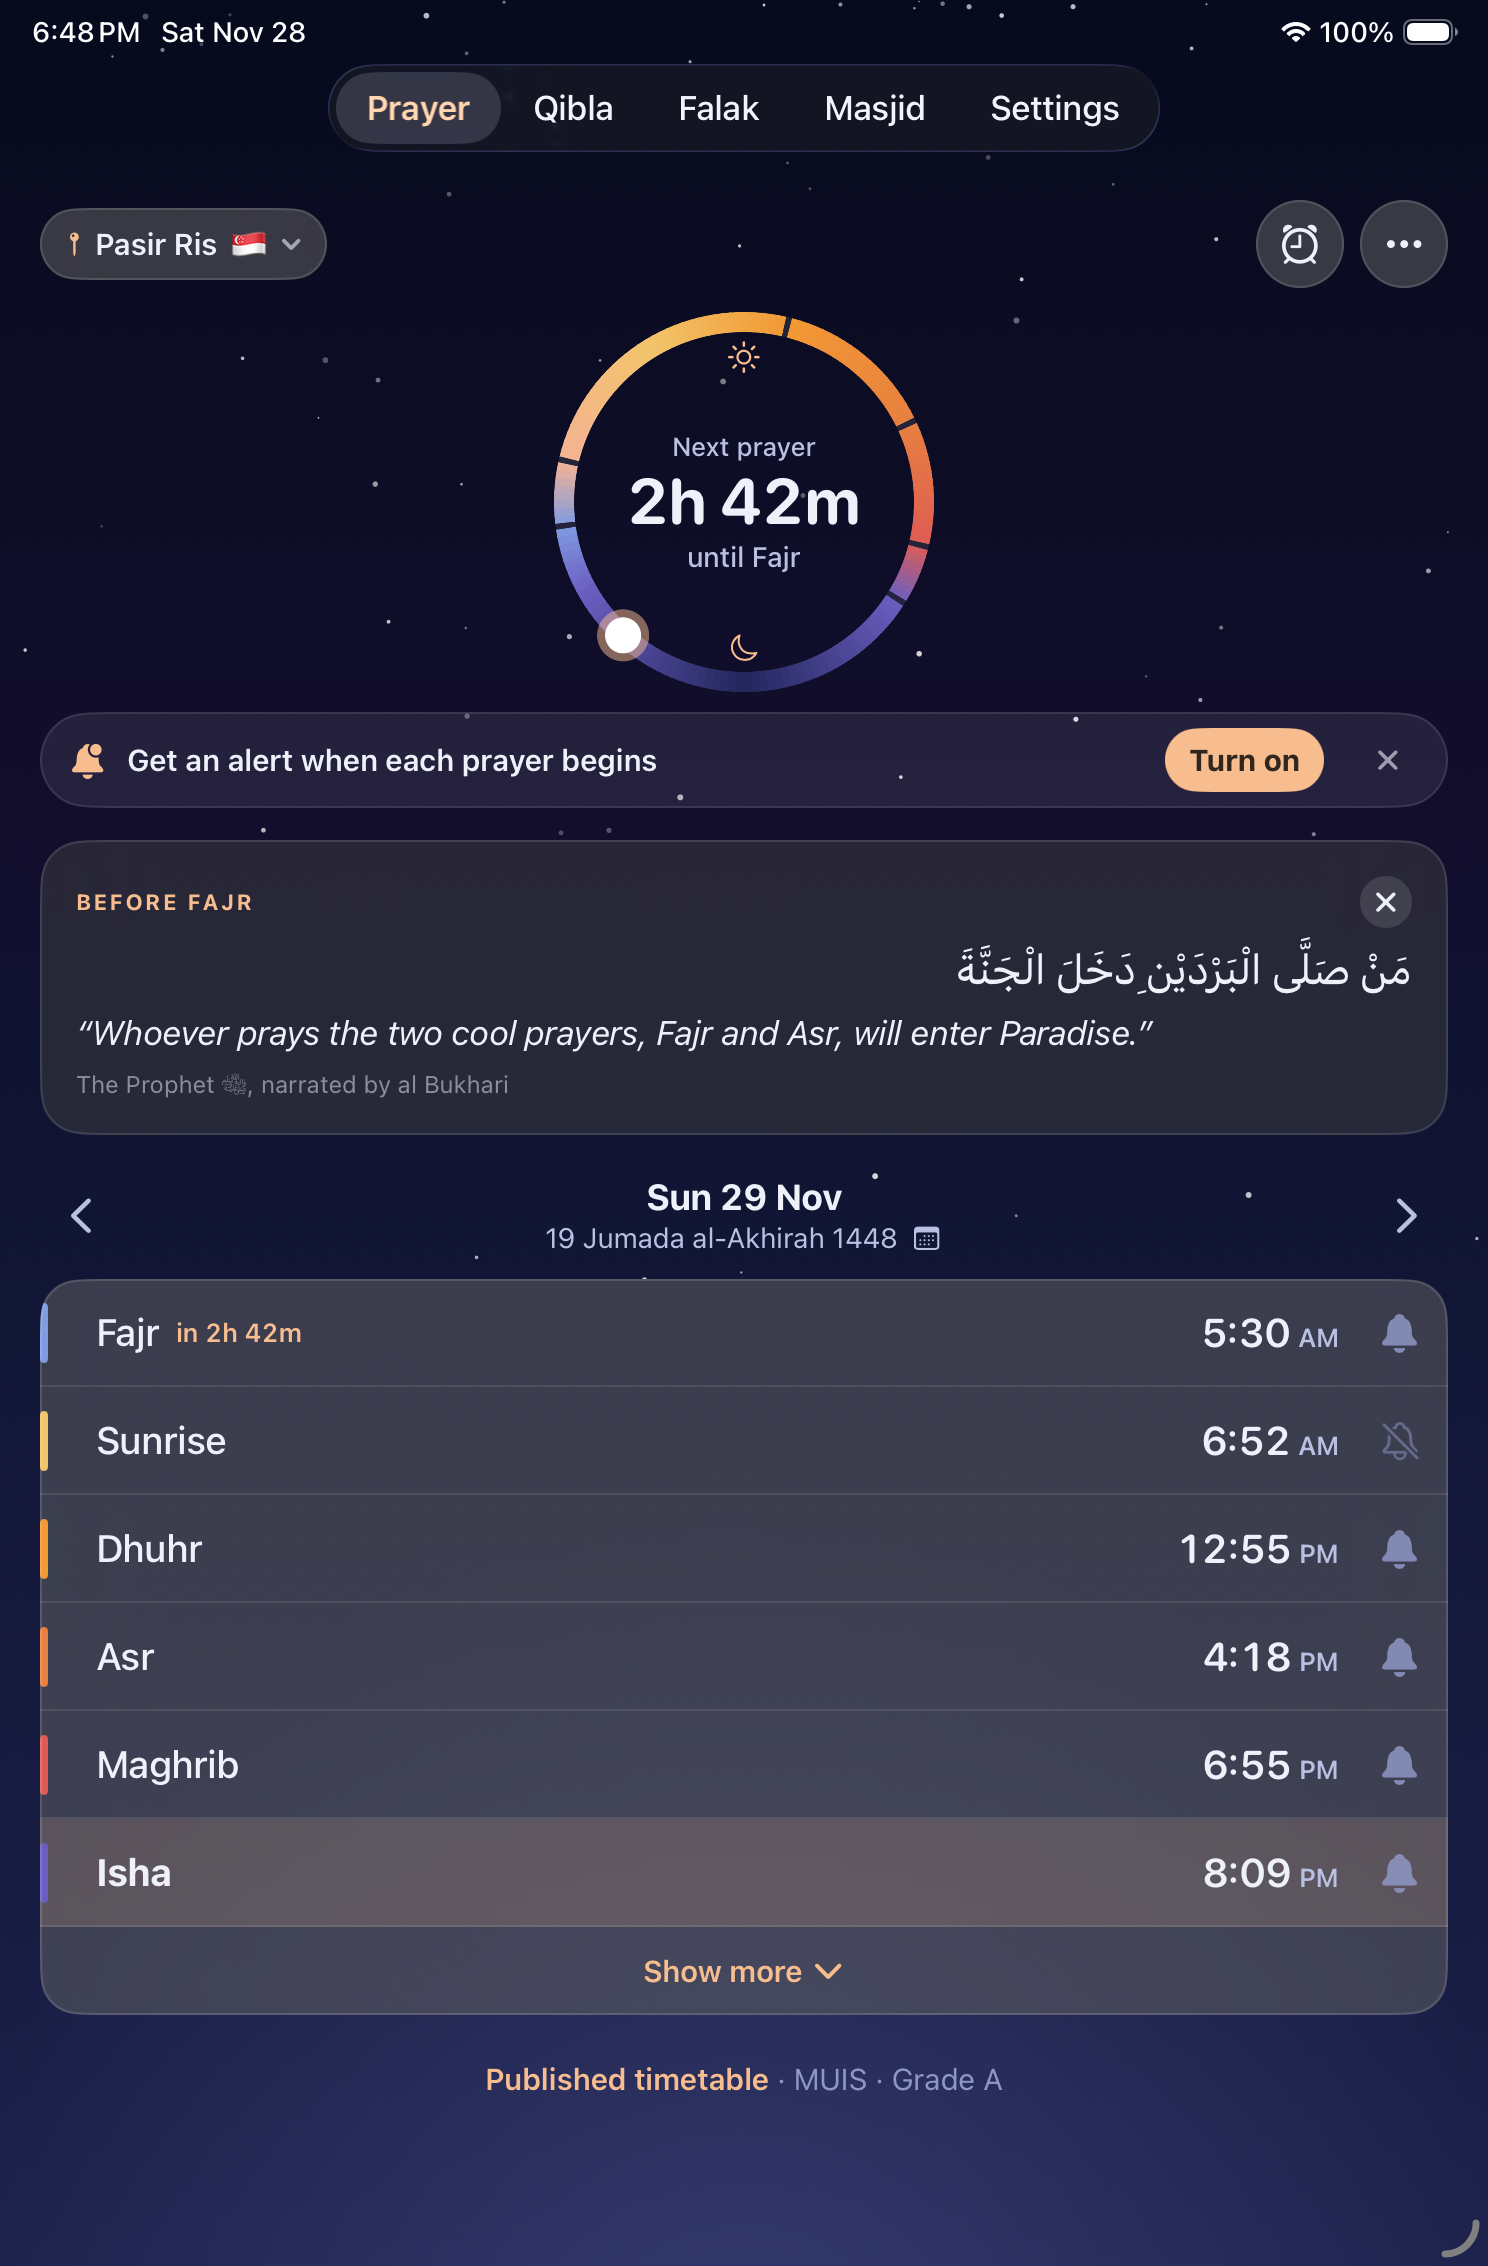 6:48 PM Sat Nov 28 100%
Prayer Qibla Falak Masjid Settings
Pasir Ris 🇸🇬
Next prayer
2h 42m
until Fajr
Get an alert when each prayer begins Turn on
BEFORE FAJR
مَنْ صَلَّى الْبَرْدَيْنِ دَخَلَ الْجَنَّةَ
“Whoever prays the two cool prayers, Fajr and Asr, will enter Paradise.”
The Prophet ﷺ, narrated by al Bukhari
Sun 29 Nov
19 Jumada al-Akhirah 1448
Fajr in 2h 42m 5:30 AM
Sunrise 6:52 AM
Dhuhr 12:55 PM
Asr 4:18 PM
Maghrib 6:55 PM
Isha 8:09 PM
Show more
Published timetable · MUIS · Grade A